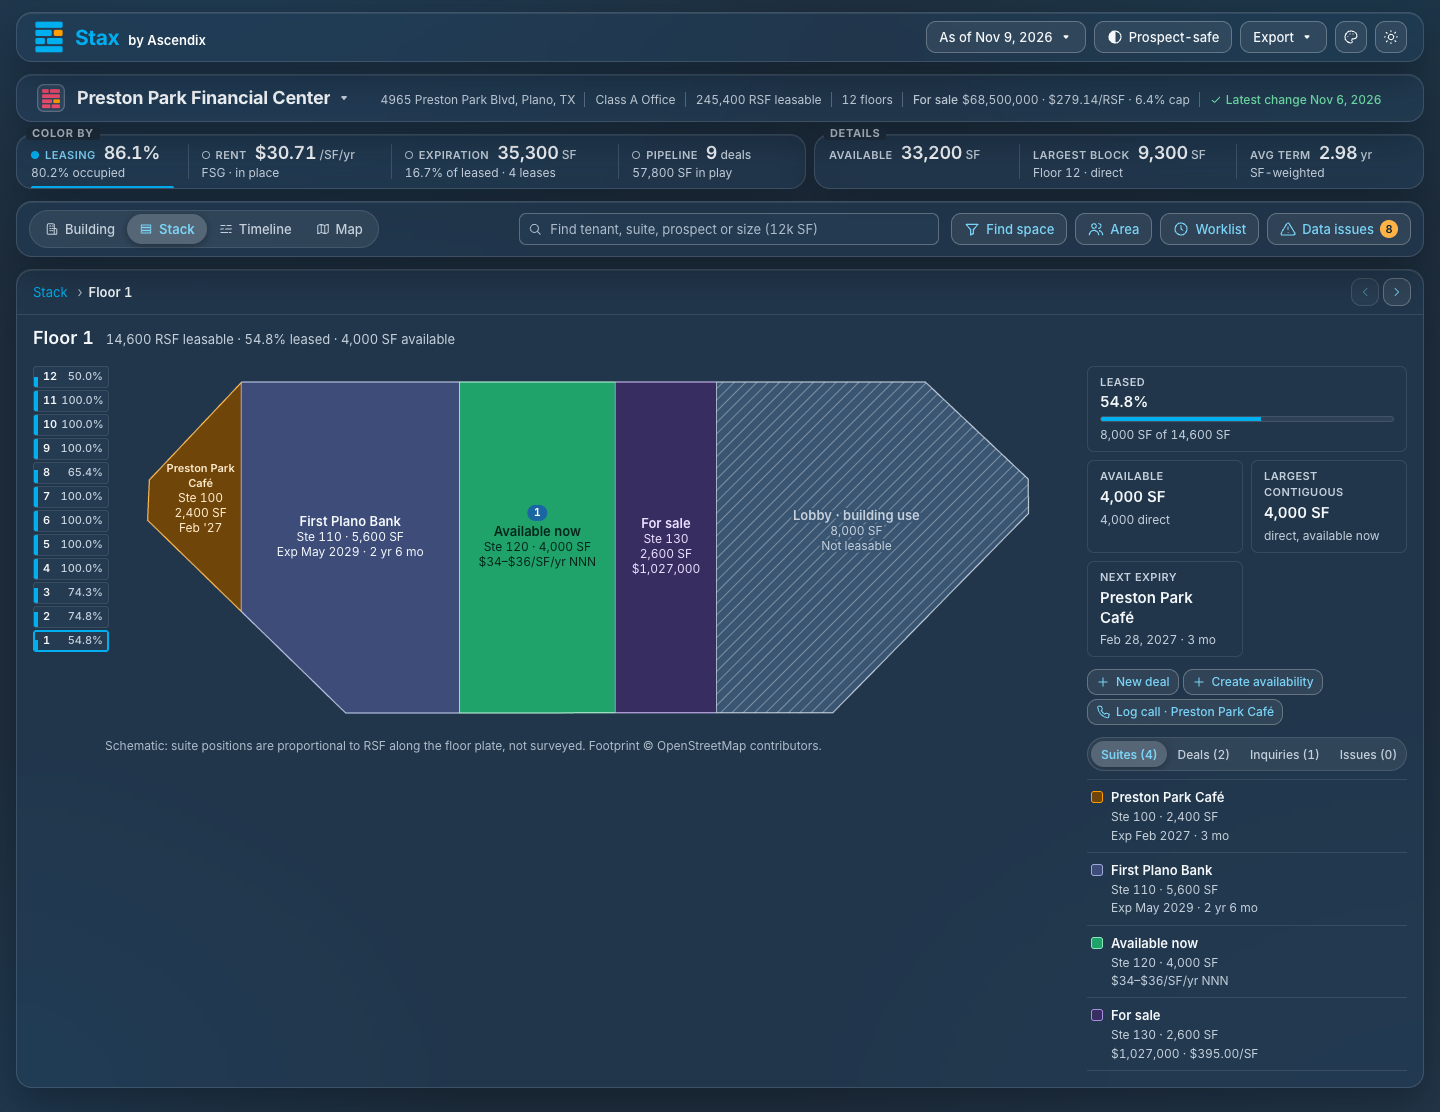 Stax by Ascendix
As of Nov 9, 2026
Prospect-safe
Export
Preston Park Financial Center
4965 Preston Park Blvd, Plano, TX
Class A Office
245,400 RSF leasable
12 floors
For sale $68,500,000 · $279.14/RSF · 6.4% cap
Latest change Nov 6, 2026
COLOR BY
LEASING 86.1%
80.2% occupied
RENT $30.71 /SF/yr
FSG · in place
EXPIRATION 35,300 SF
16.7% of leased · 4 leases
PIPELINE 9 deals
57,800 SF in play
DETAILS
AVAILABLE 33,200 SF
LARGEST BLOCK 9,300 SF
Floor 12 · direct
AVG TERM 2.98 yr
SF-weighted
Building
Stack
Timeline
Map
Find tenant, suite, prospect or size (12k SF)
Find space
Area
Worklist
Data issues 8
Stack › Floor 1
Floor 1 14,600 RSF leasable · 54.8% leased · 4,000 SF available
12 50.0%
11 100.0%
10 100.0%
9 100.0%
8 65.4%
7 100.0%
6 100.0%
5 100.0%
4 100.0%
3 74.3%
2 74.8%
1 54.8%
Preston Park
Café
Ste 100
2,400 SF
Feb '27
First Plano Bank
Ste 110 · 5,600 SF
Exp May 2029 · 2 yr 6 mo
1
Available now
Ste 120 · 4,000 SF
$34–$36/SF/yr NNN
For sale
Ste 130
2,600 SF
$1,027,000
Lobby · building use
8,000 SF
Not leasable
Schematic: suite positions are proportional to RSF along the floor plate, not surveyed. Footprint © OpenStreetMap contributors.
LEASED
54.8%
8,000 SF of 14,600 SF
AVAILABLE
4,000 SF
4,000 direct
LARGEST
CONTIGUOUS
4,000 SF
direct, available now
NEXT EXPIRY
Preston Park
Café
Feb 28, 2027 · 3 mo
New deal
Create availability
Log call · Preston Park Café
Suites (4)
Deals (2)
Inquiries (1)
Issues (0)
Preston Park Café
Ste 100 · 2,400 SF
Exp Feb 2027 · 3 mo
First Plano Bank
Ste 110 · 5,600 SF
Exp May 2029 · 2 yr 6 mo
Available now
Ste 120 · 4,000 SF
$34–$36/SF/yr NNN
For sale
Ste 130 · 2,600 SF
$1,027,000 · $395.00/SF